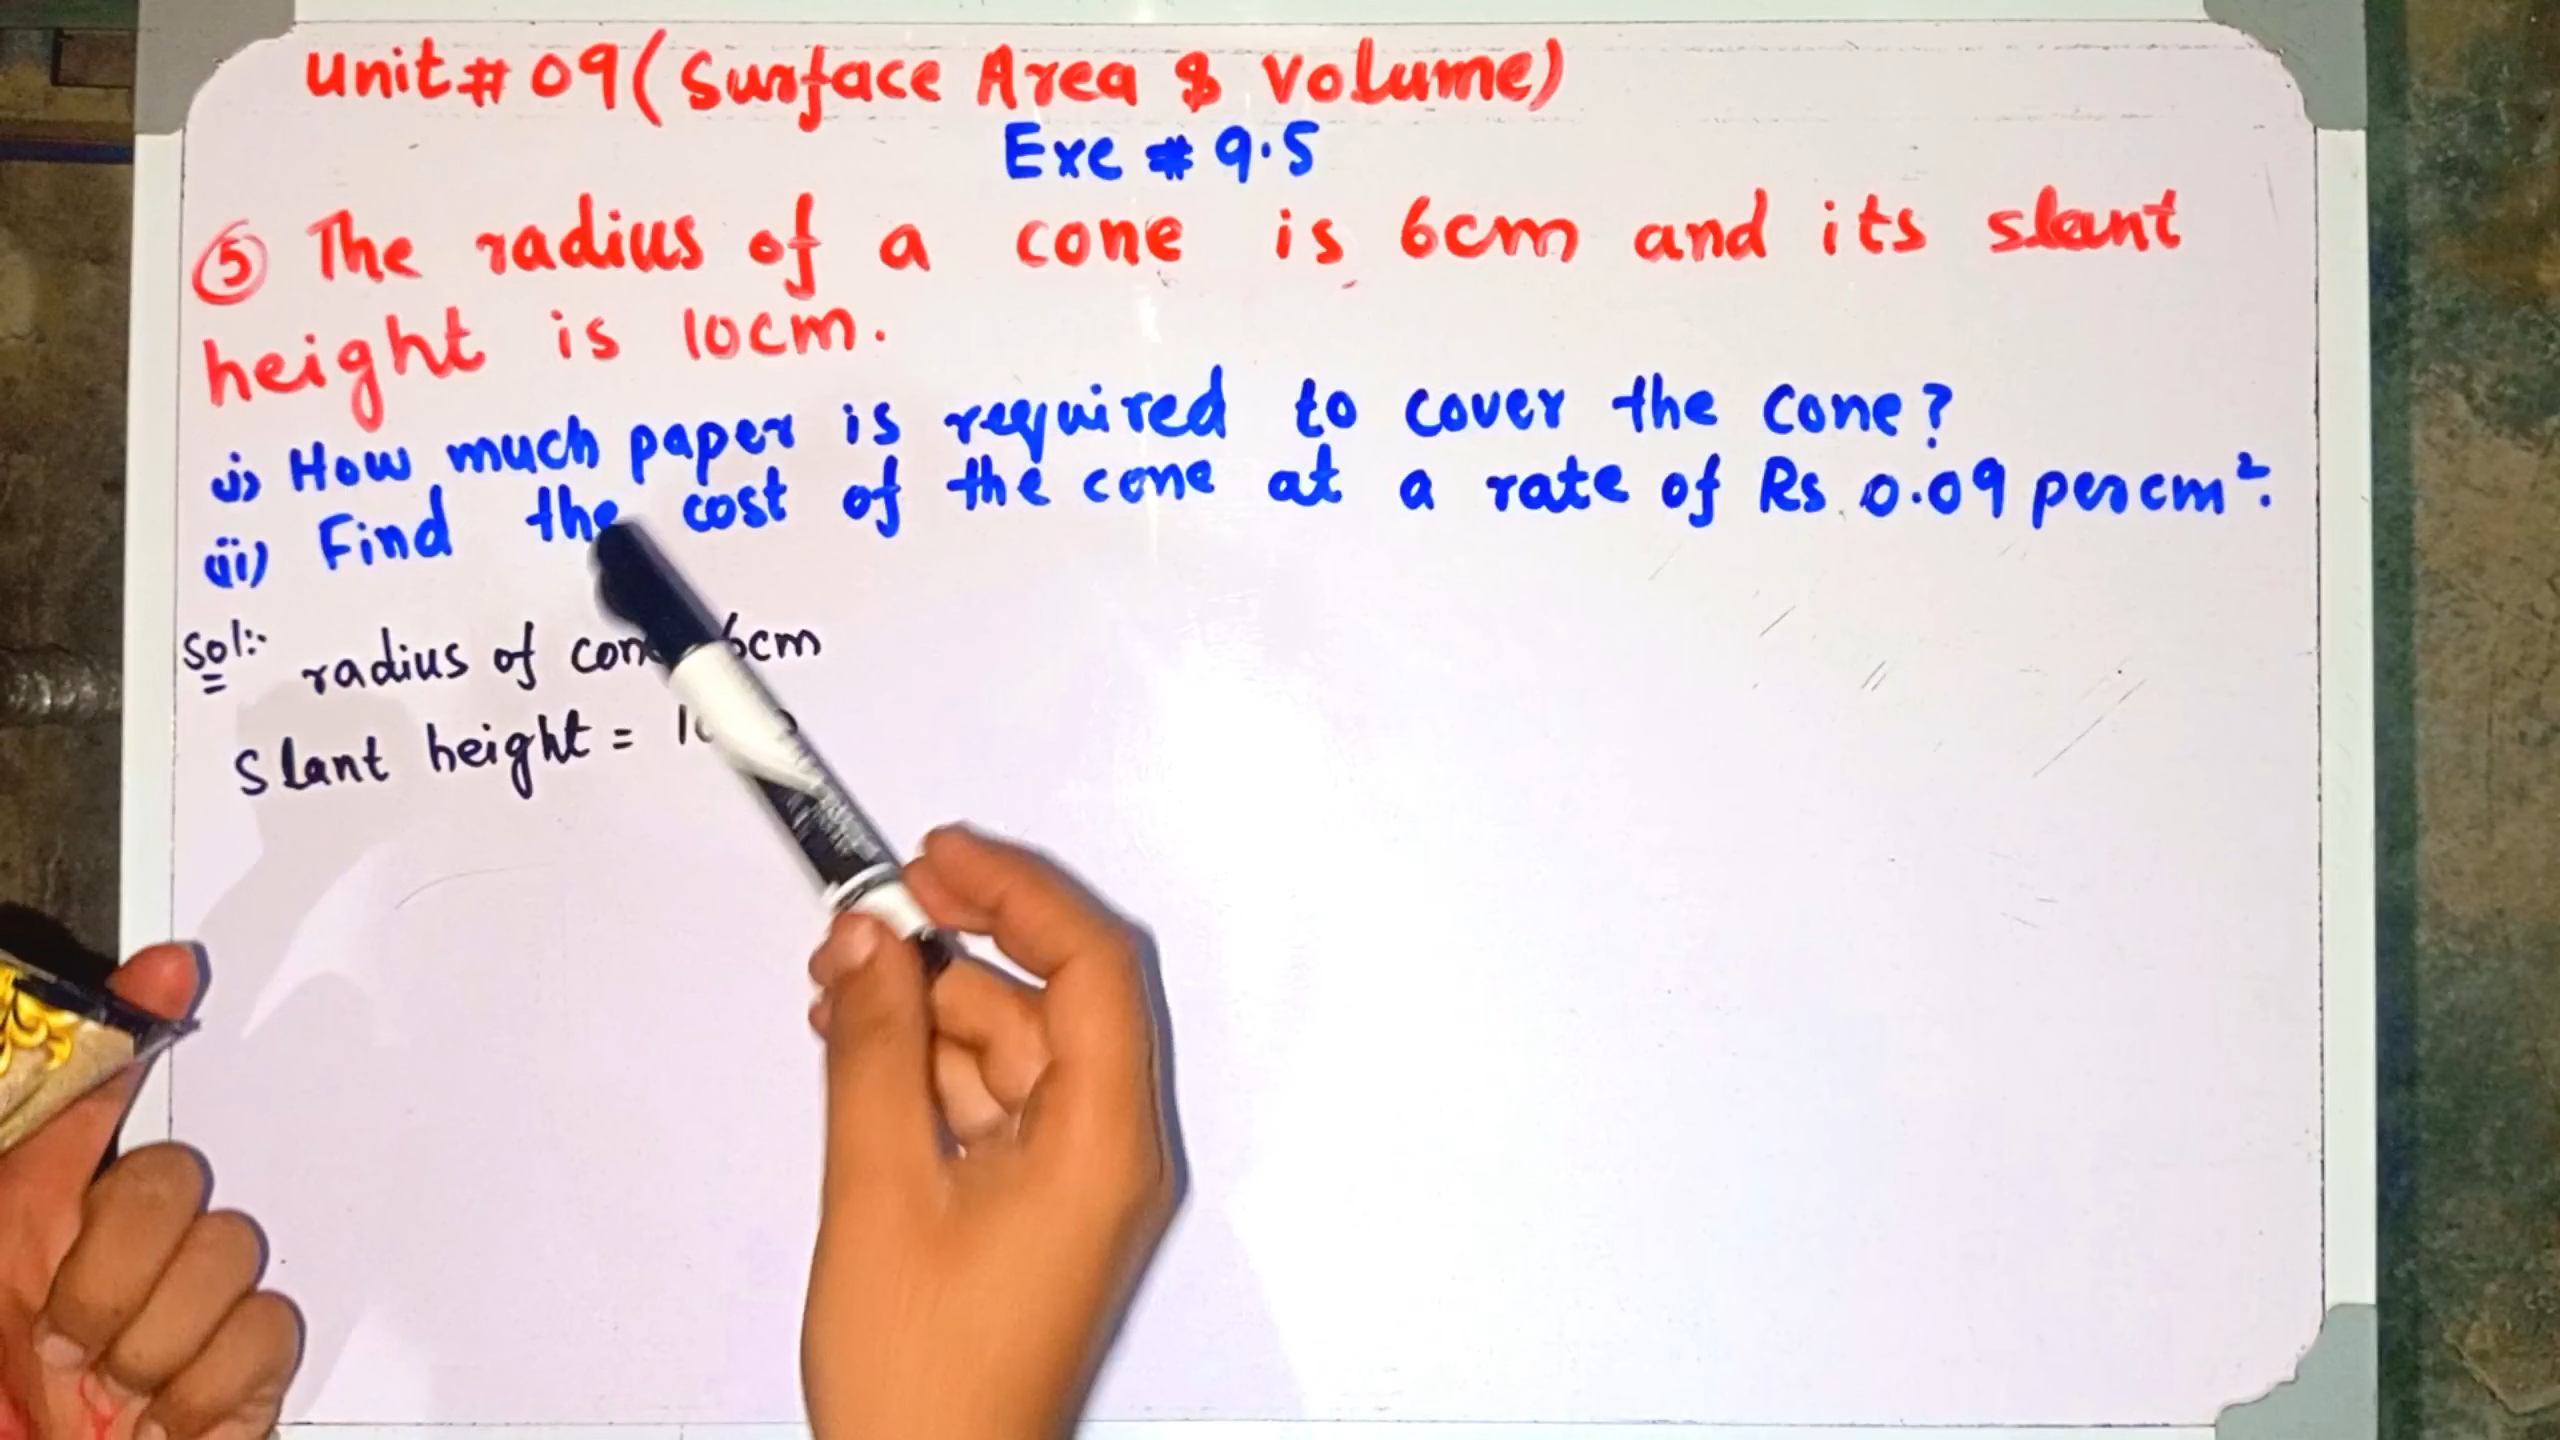 Unit # 09 (Surface Area & Volume)
Exe # 9.5
⑤ The radius of a cone is 6cm and its slant
height is 10cm.
i) How much paper is required to cover the cone?
ii) Find the cost of the cone at a rate of Rs 0.09 per cm².
Sol:- radius of 6cm
Slant height =